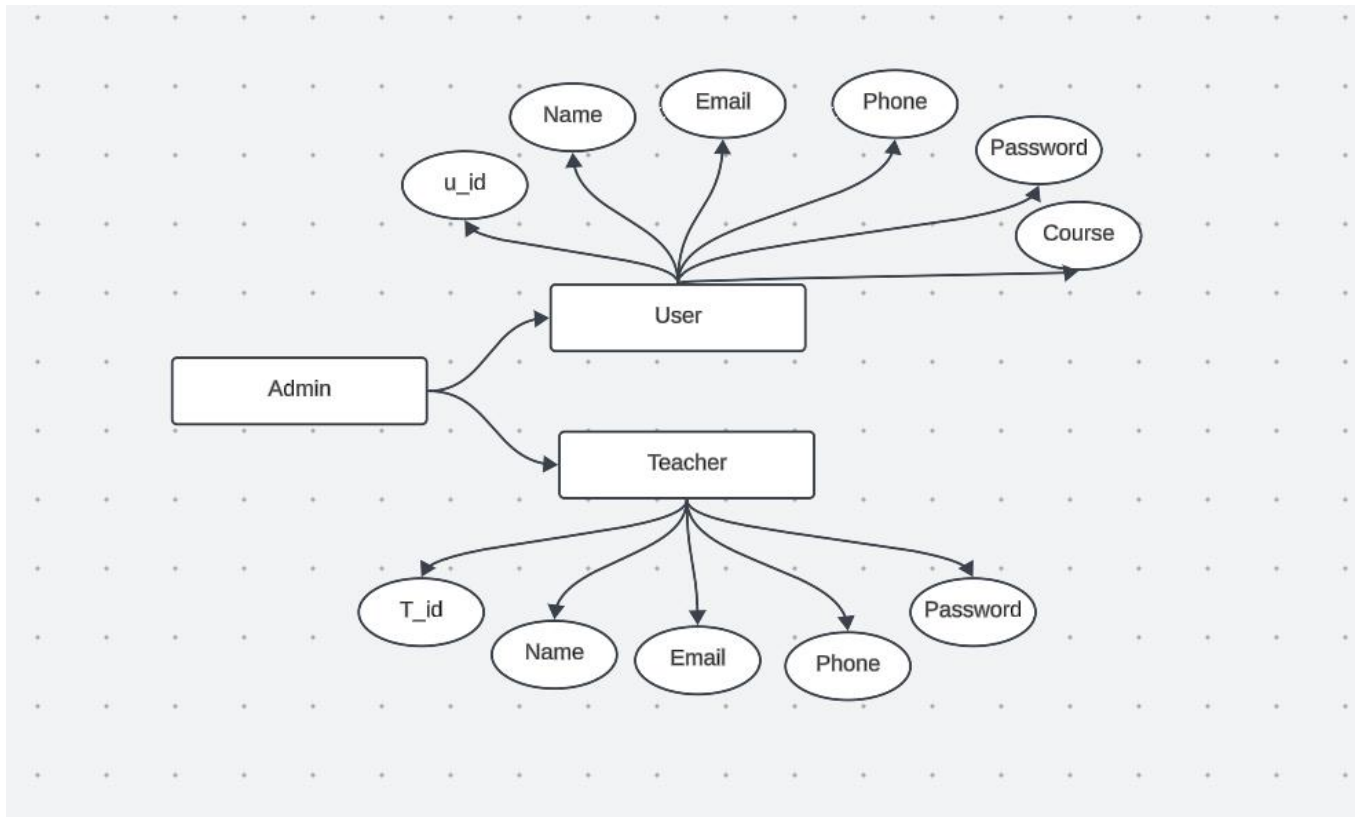 Name
Email
Phone
Password
u_id
Course
User
Admin
Teacher
T_id
Name
Email
Phone
Password